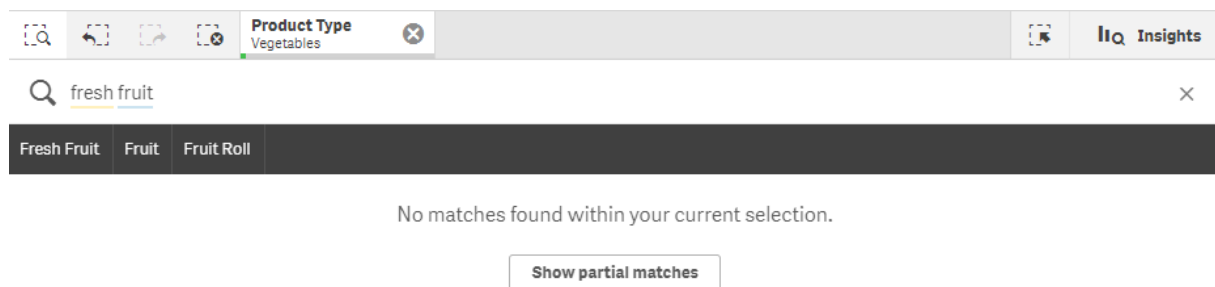 Product Type
Vegetables
Insights
fresh fruit
Fresh Fruit Fruit Fruit Roll
No matches found within your current selection.
Show partial matches